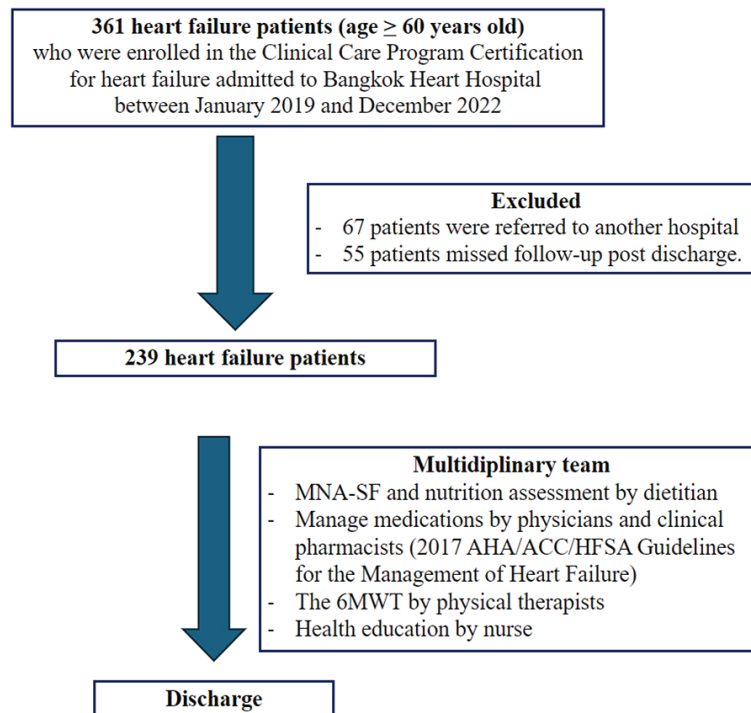 361 heart failure patients (age ≥ 60 years old)
who were enrolled in the Clinical Care Program Certification
for heart failure admitted to Bangkok Heart Hospital
between January 2019 and December 2022
Excluded
- 67 patients were referred to another hospital
- 55 patients missed follow-up post discharge.
239 heart failure patients
Multidiplinary team
- MNA-SF and nutrition assessment by dietitian
- Manage medications by physicians and clinical
pharmacists (2017 AHA/ACC/HFSA Guidelines
for the Management of Heart Failure)
- The 6MWT by physical therapists
- Health education by nurse
Discharge